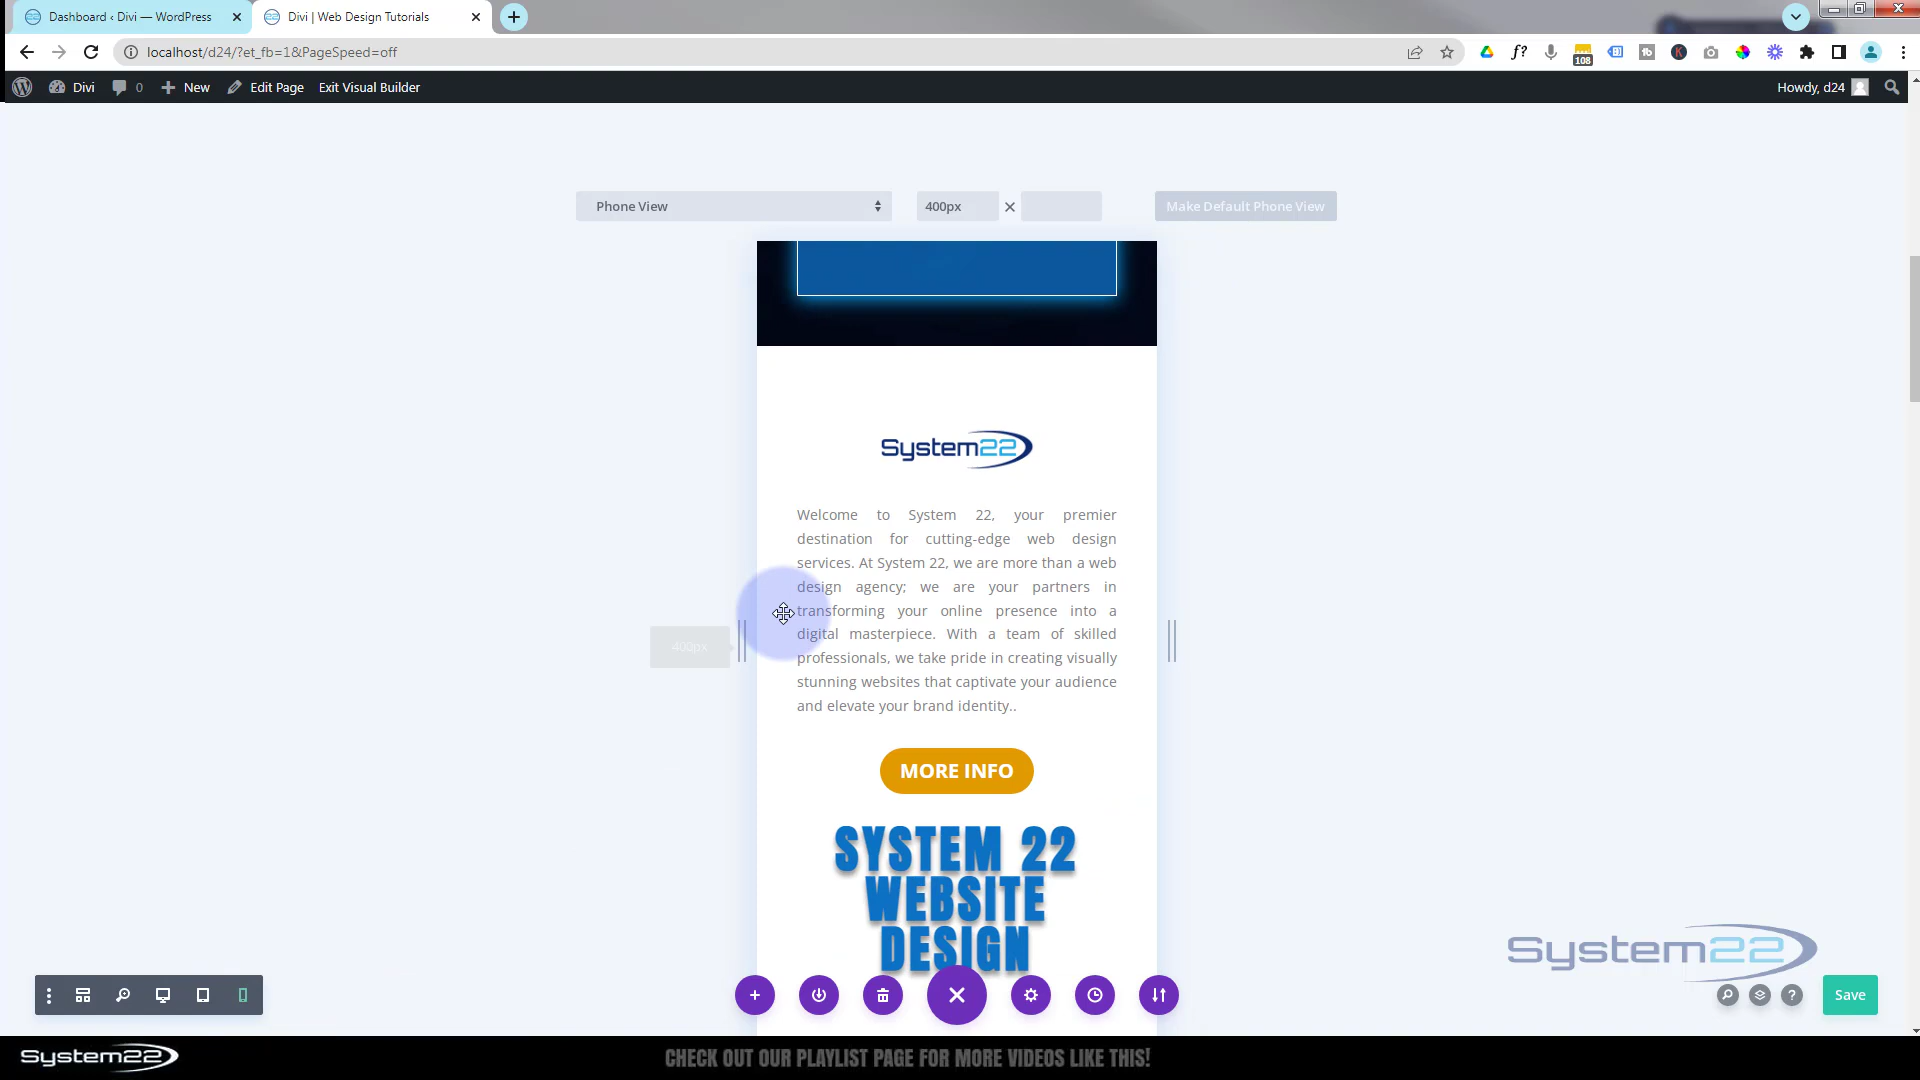 Dashboard ‹ Divi — WordPress
Divi | Web Design Tutorials
localhost/d24/?et_fb=1&PageSpeed=off
108
Divi
0
New
Edit Page
Exit Visual Builder
Howdy, d24
Phone View
400px
Make Default Phone View
System22
Welcome to System 22, your premier
destination for cutting-edge web design
services. At System 22, we are more than a web
design agency; we are your partners in
transforming your online presence into a
digital masterpiece. With a team of skilled
professionals, we take pride in creating visually
stunning websites that captivate your audience
and elevate your brand identity..
400px
MORE INFO
SYSTEM 22
WEBSITE
DESIGN
System22
Save
System22
CHECK OUT OUR PLAYLIST PAGE FOR MORE VIDEOS LIKE THIS!